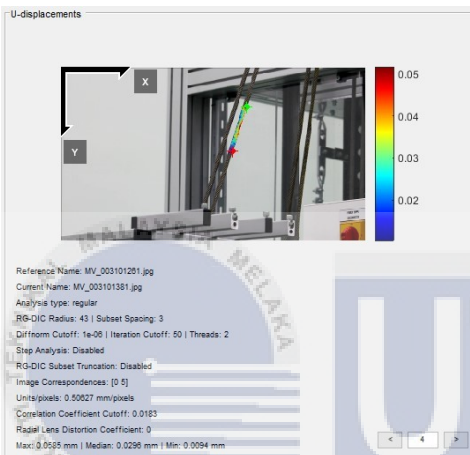 U-displacements
X
Y
0.05
0.04
0.03
0.02
Reference Name: MV_003101261.jpg
Current Name: MV_003101381.jpg
Analysis type: regular
RG-DIC Radius: 43 | Subset Spacing: 3
Diffnorm Cutoff: 1e-06 | Iteration Cutoff: 50 | Threads: 2
Step Analysis: Disabled
RG-DIC Subset Truncation: Disabled
Image Correspondences: [0 5]
Units/pixels: 0.50627 mm/pixels
Correlation Coefficient Cutoff: 0.0183
Radial Lens Distortion Coefficient: 0
Max: 0.0585 mm | Median: 0.0296 mm | Min: 0.0094 mm
< 4 >
MALAYSIA MELAKA
U